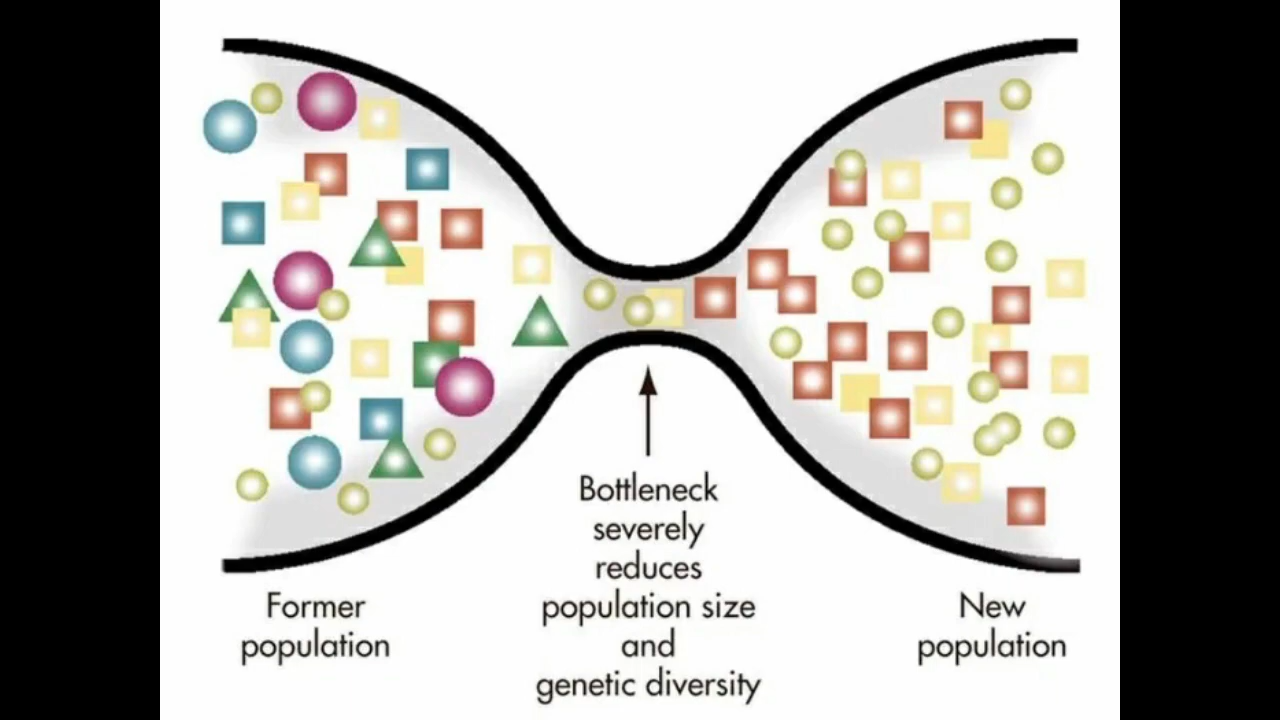 Former
population
Bottleneck
severely
reduces
population size
and
genetic diversity
New
population